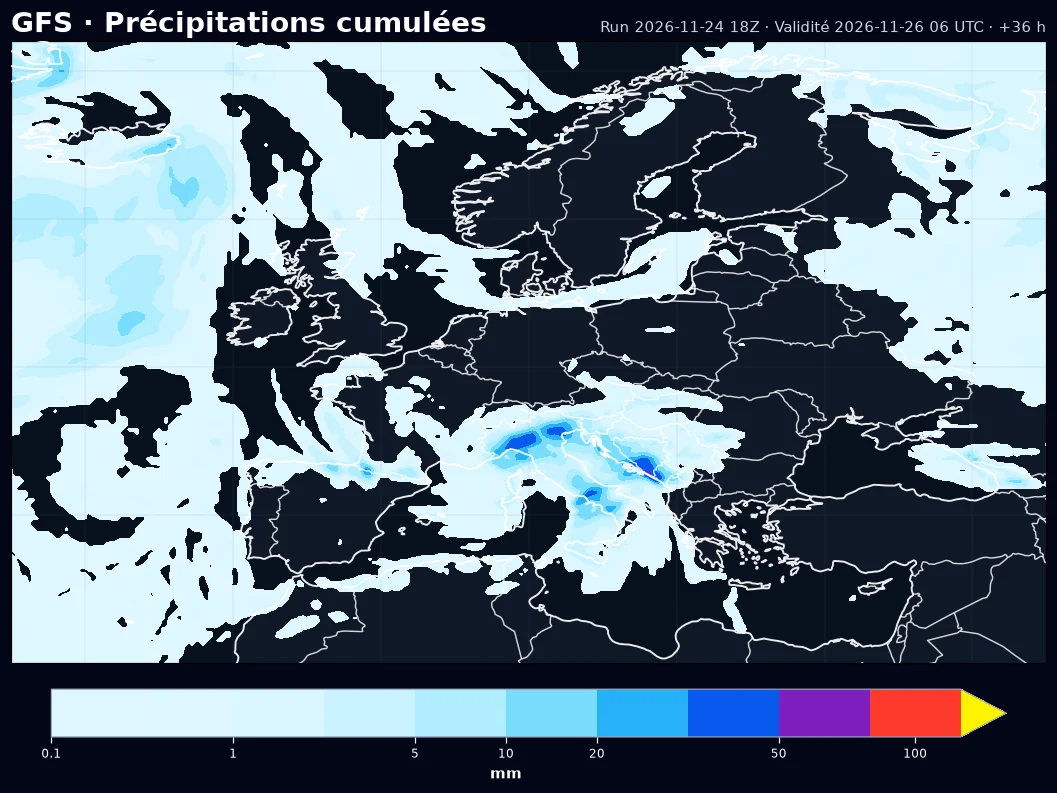 GFS · Précipitations cumulées
Run 2026-11-24 18Z · Validité 2026-11-26 06 UTC · +36 h
0.1 1 5 10 20 50 100
mm